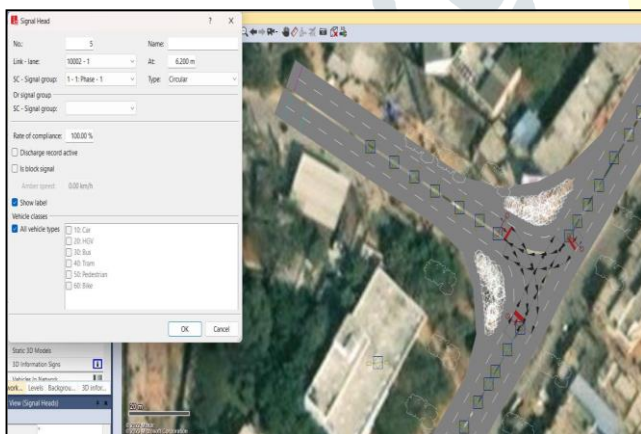 Signal Head ? X
No.: 5 Name:
Link - lane: 10002 - 1 At: 6.200 m
SC - Signal group: 1 - 1: Phase - 1 Type: Circular
Or signal group
SC - Signal group:
Rate of compliance: 100.00 %
Discharge record active
Is block signal
Amber speed: 0.00 km/h
Show label
Vehicle classes
All vehicle types
10: Car
20: HGV
30: Bus
40: Tram
50: Pedestrian
60: Bike
OK Cancel
Static 3D Models
3D Information Signs
Vehicles In Network
work... Levels Backgrou... 3D Infor...
View (Signal Heads)
20 m
Microsoft Corporation